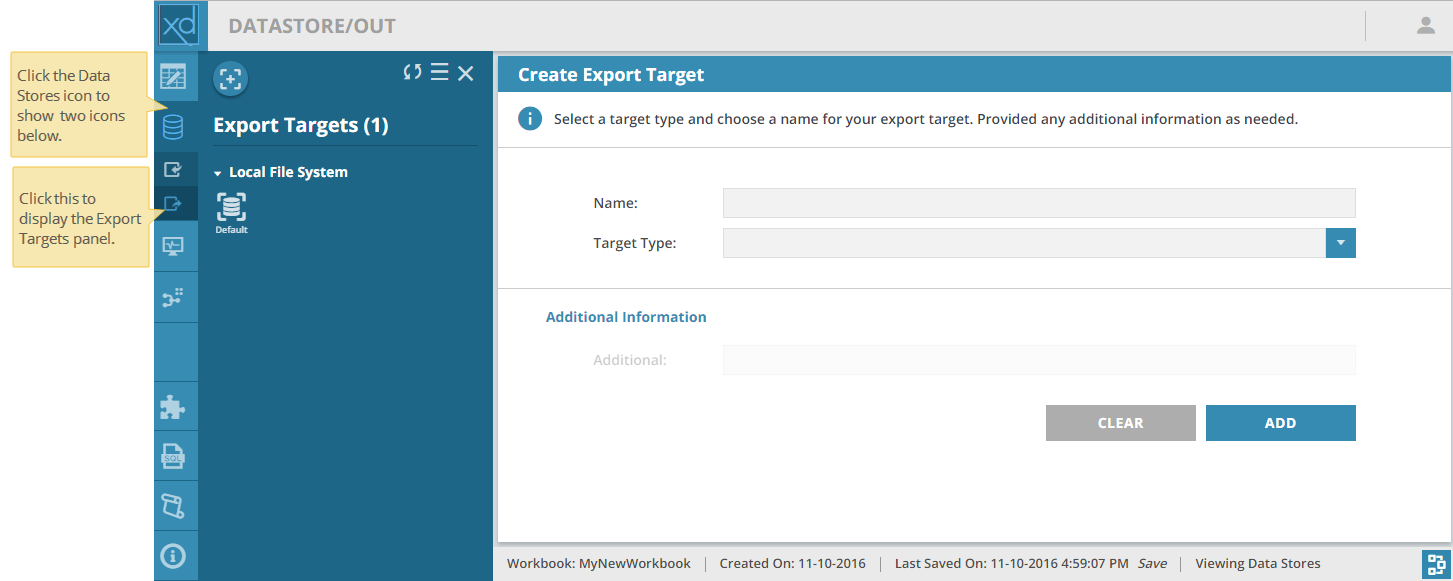 xd
DATASTORE/OUT
Click the Data
Stores icon to
show two icons
below.
Click this to
display the Export
Targets panel.
SQL
Export Targets (1)
Local File System
Default
Create Export Target
i
Select a target type and choose a name for your export target. Provided any additional information as needed.
Name:
Target Type:
Additional Information
Additional:
CLEAR
ADD
Workbook: MyNewWorkbook
Created On: 11-10-2016
Last Saved On: 11-10-2016 4:59:07 PM Save
Viewing Data Stores